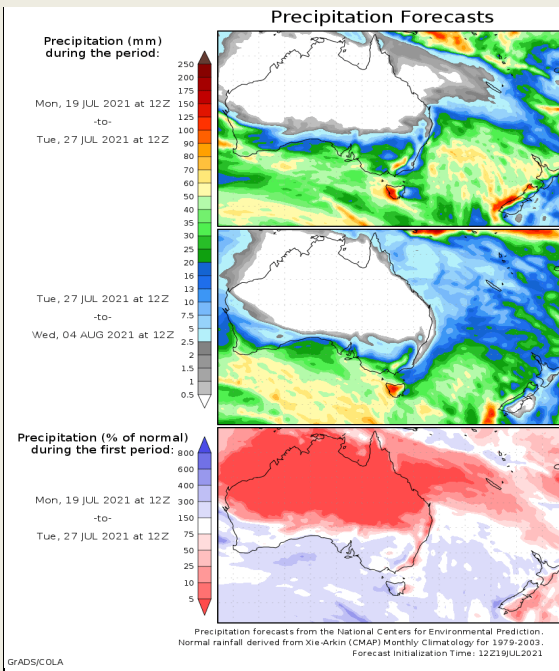 Precipitation Forecasts
Precipitation (mm)
during the period:
250
200
175
150
125
100
90
80
70
60
50
40
35
30
25
20
16
13
10
7.5
5
2.5
2
1.5
1
0.5
Mon, 19 JUL 2021 at 12Z
-to-
Tue, 27 JUL 2021 at 12Z
Tue, 27 JUL 2021 at 12Z
-to-
Wed, 04 AUG 2021 at 12Z
Precipitation (% of normal)
during the first period:
800
600
400
300
150
75
50
25
10
5
Mon, 19 JUL 2021 at 12Z
-to-
Tue, 27 JUL 2021 at 12Z
Precipitation forecasts from the National Centers for Environmental Prediction.
Normal rainfall derived from Xie-Arkin (CMAP) Monthly Climatology for 1979-2003.
Forecast Initialization Time: 12Z19JUL2021
GrADS/COLA